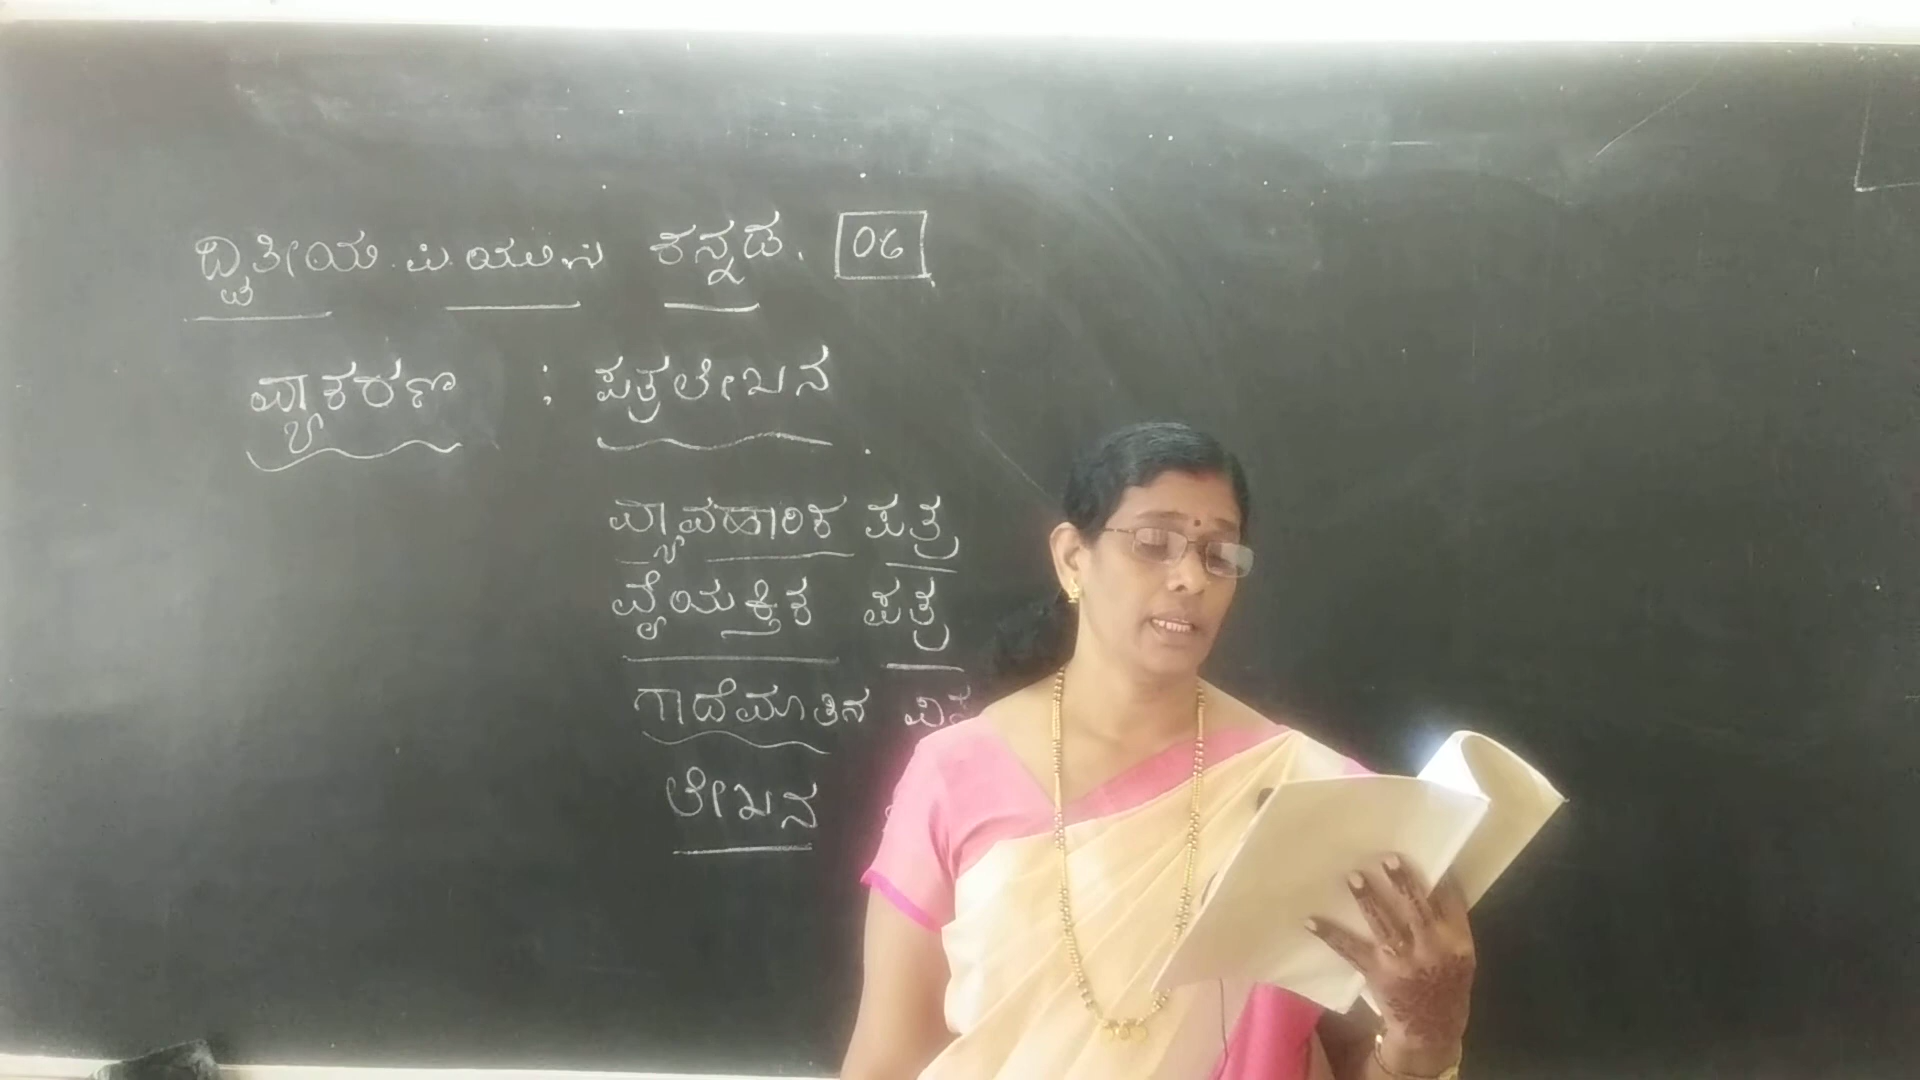 ದ್ವಿತೀಯ. ಪಿ. ಯು.ಸಿ ಕನ್ನಡ. 06
ವ್ಯಾಕರಣ : ಪತ್ರಲೇಖನ
ವ್ಯಾವಹಾರಿಕ ಪತ್ರ
ವೈಯಕ್ತಿಕ ಪತ್ರ
ಗಾದೆಮಾತಿನ
ಲೇಖನ